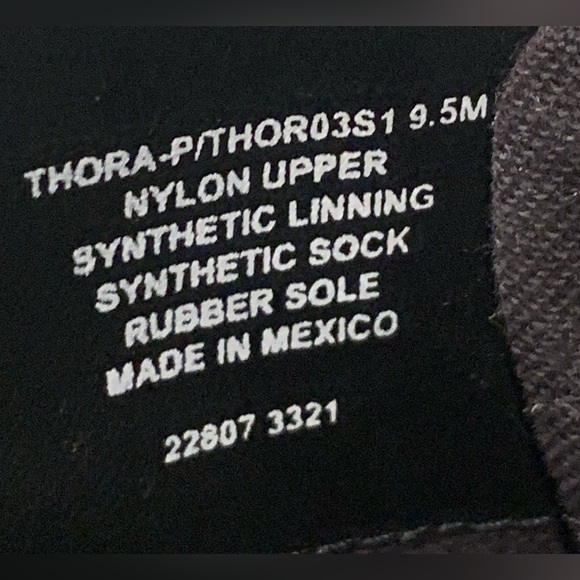 THORA-P/THOR03S1 9.5M
NYLON UPPER
SYNTHETIC LINNING
SYNTHETIC SOCK
RUBBER SOLE
MADE IN MEXICO
22807 3321